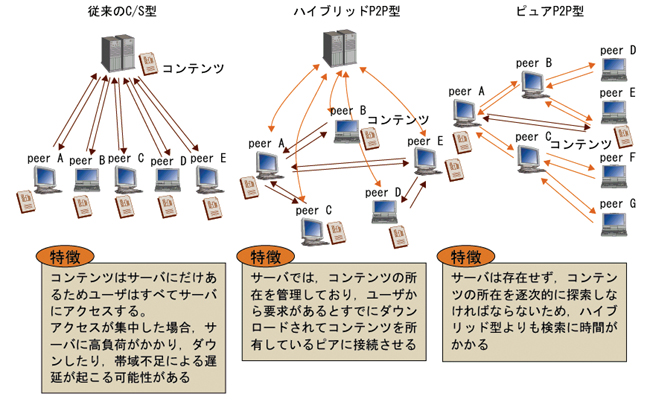 従来のC/S型
コンテンツ
peer A
peer B
peer C
peer D
peer E
特徴
コンテンツはサーバにだけあ
るためユーザはすべてサーバ
にアクセスする。
アクセスが集中した場合，サー
バに高負荷がかかり，ダウ
ンしたり，帯域不足による遅
延が起こる可能性がある
ハイブリッドP2P型
peer B
コンテンツ
peer A
peer E
peer D
peer C
特徴
サーバでは，コンテンツの所
在を管理しており，ユーザか
ら要求があるとすでにダウン
ロードされてコンテンツを所
有しているピアに接続させる
ピュアP2P型
peer D
peer B
peer A
peer E
コンテンツ
peer C
peer F
peer G
特徴
サーバは存在せず，コンテン
ツの所在を逐次的に探索しな
ければならないため，ハイブ
リッド型よりも検索に時間が
かかる